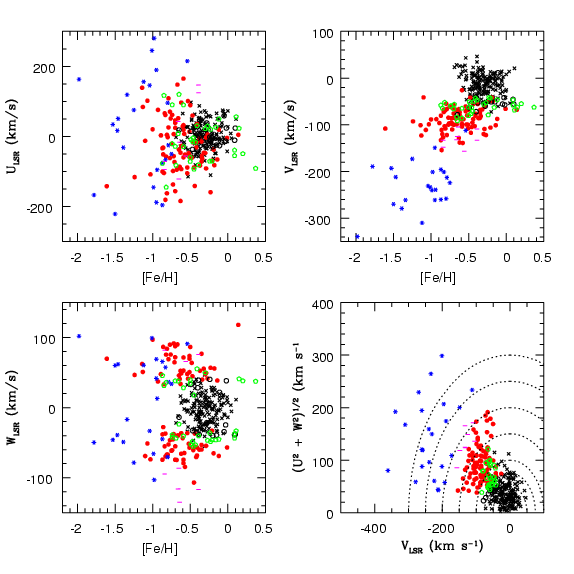 200
0
-200
U_LSR (km/s)
-2 -1.5 -1 -0.5 0 0.5
[Fe/H]
100
0
-100
-200
-300
V_LSR (km/s)
-2 -1.5 -1 -0.5 0 0.5
[Fe/H]
100
0
-100
W_LSR (km/s)
-2 -1.5 -1 -0.5 0 0.5
[Fe/H]
400
300
200
100
0
(U² + W²)^1/2 (km s⁻¹)
-400 -200 0
V_LSR (km s⁻¹)